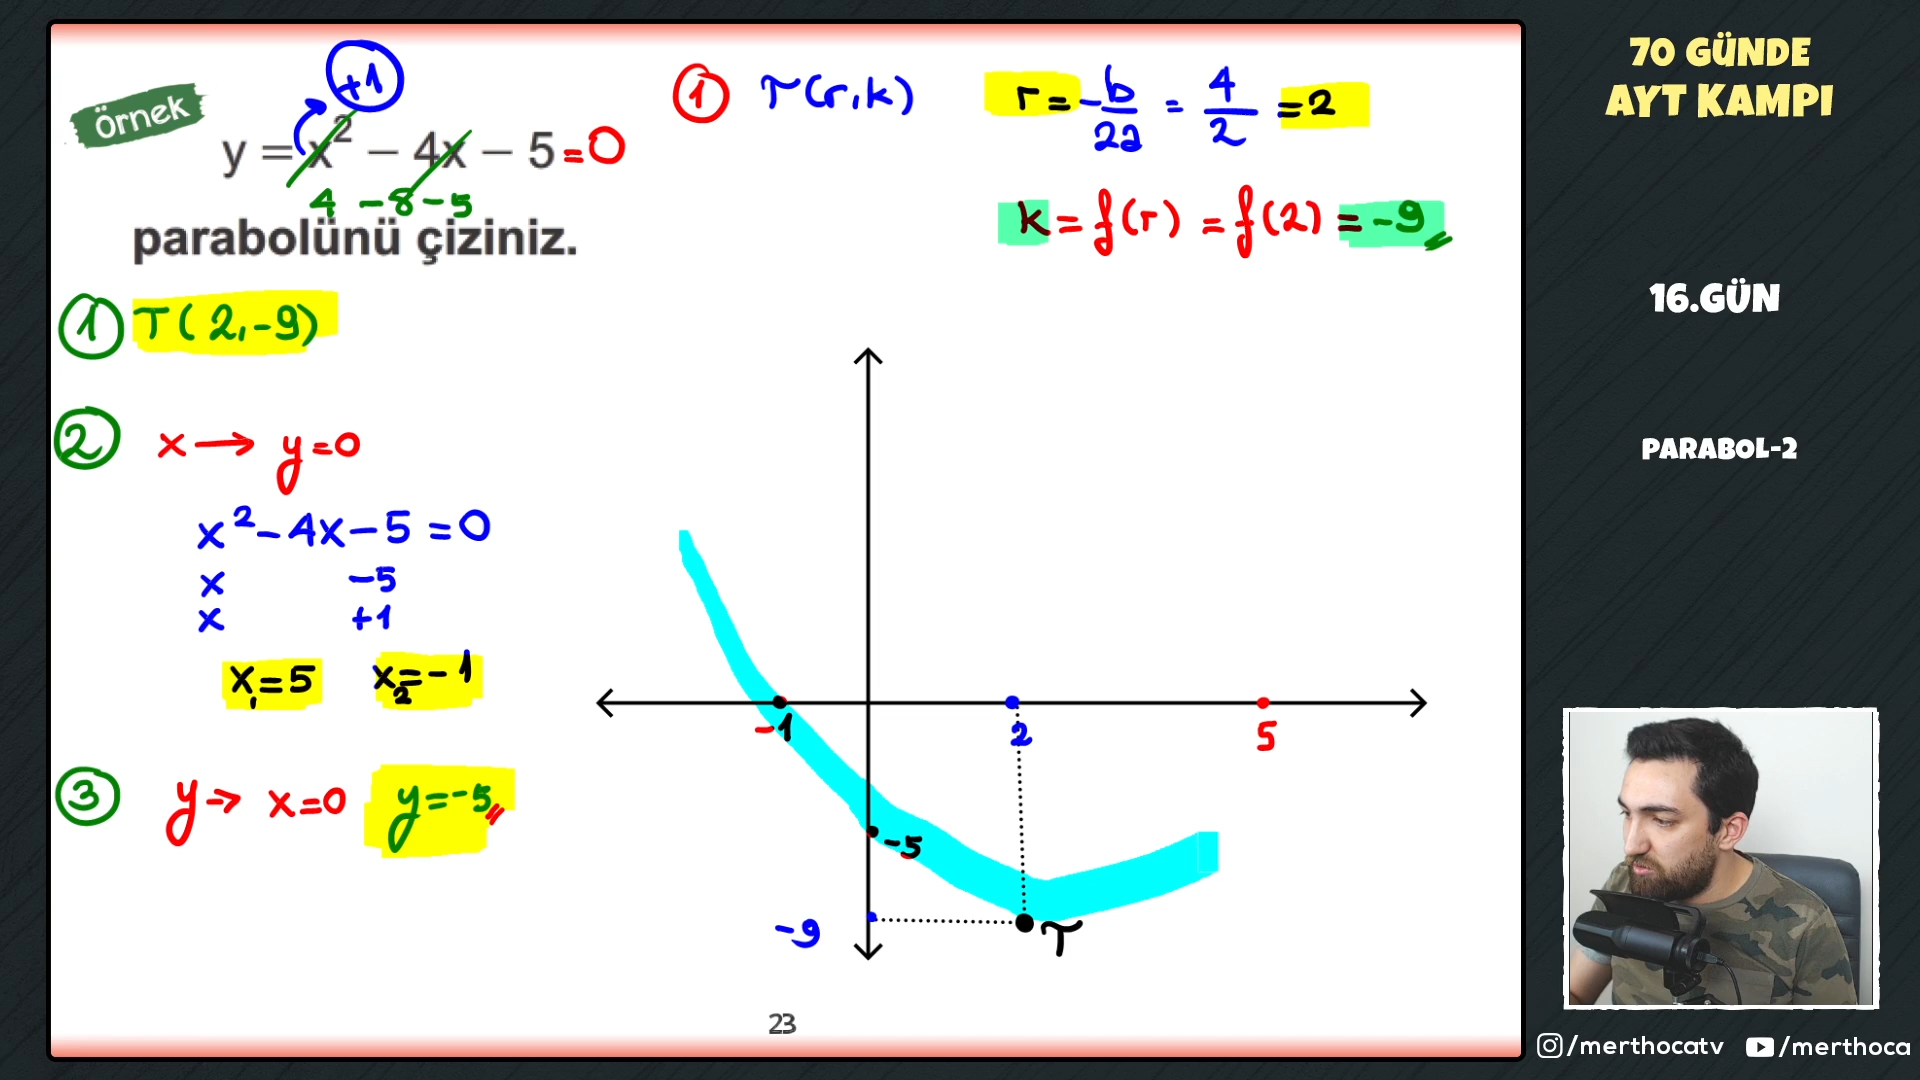 Örnek
+1
y = x² − 4x − 5 = 0
4 − 8 − 5
parabolünü çiziniz.
① T(r,k)
r = -b/2a = 4/2 = 2
k = f(r) = f(2) = -9
① T(2,-9)
② x → y=0
x² - 4x - 5 = 0
x -5
x +1
x₁=5 x₂=-1
③ y → x=0 y=-5
-1
2
5
-5
-9
T
23
70 GÜNDE
AYT KAMPI
16.GÜN
PARABOL-2
/merthocatv /merthoca